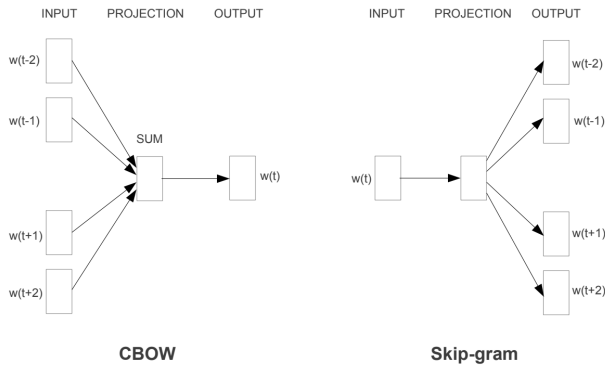 INPUT PROJECTION OUTPUT
w(t-2)
w(t-1)
SUM
w(t)
w(t+1)
w(t+2)
CBOW
INPUT PROJECTION OUTPUT
w(t-2)
w(t-1)
w(t)
w(t+1)
w(t+2)
Skip-gram